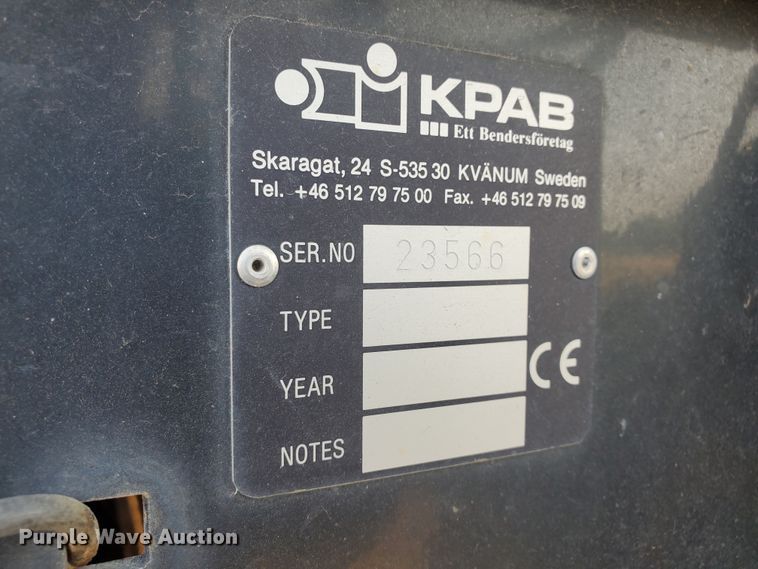 KPAB
Ett Bendersföretag
Skaragat, 24 S-535 30 KVÄNUM Sweden
Tel. +46 512 79 75 00 Fax. +46 512 79 75 09
SER.NO 23566
TYPE
YEAR
CE
NOTES
Purple Wave Auction